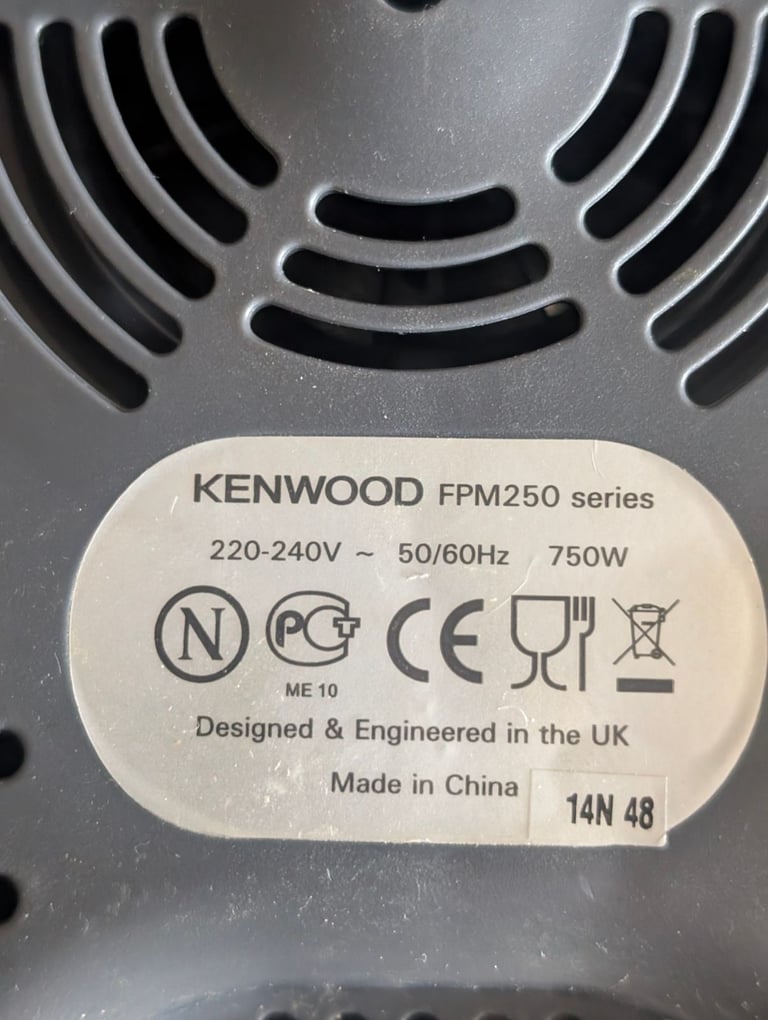 KENWOOD FPM250 series
220-240V ~ 50/60Hz 750W
N PCT CE
ME 10
Designed & Engineered in the UK
Made in China
14N 48